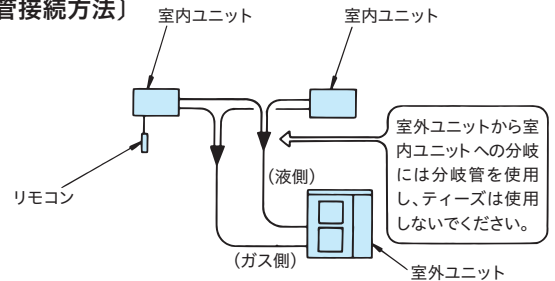 管接続方法〕
室内ユニット
室内ユニット
リモコン
室外ユニットから室
内ユニットへの分岐
には分岐管を使用
し、ティーズは使用
しないでください。
(液側)
(ガス側)
室外ユニット